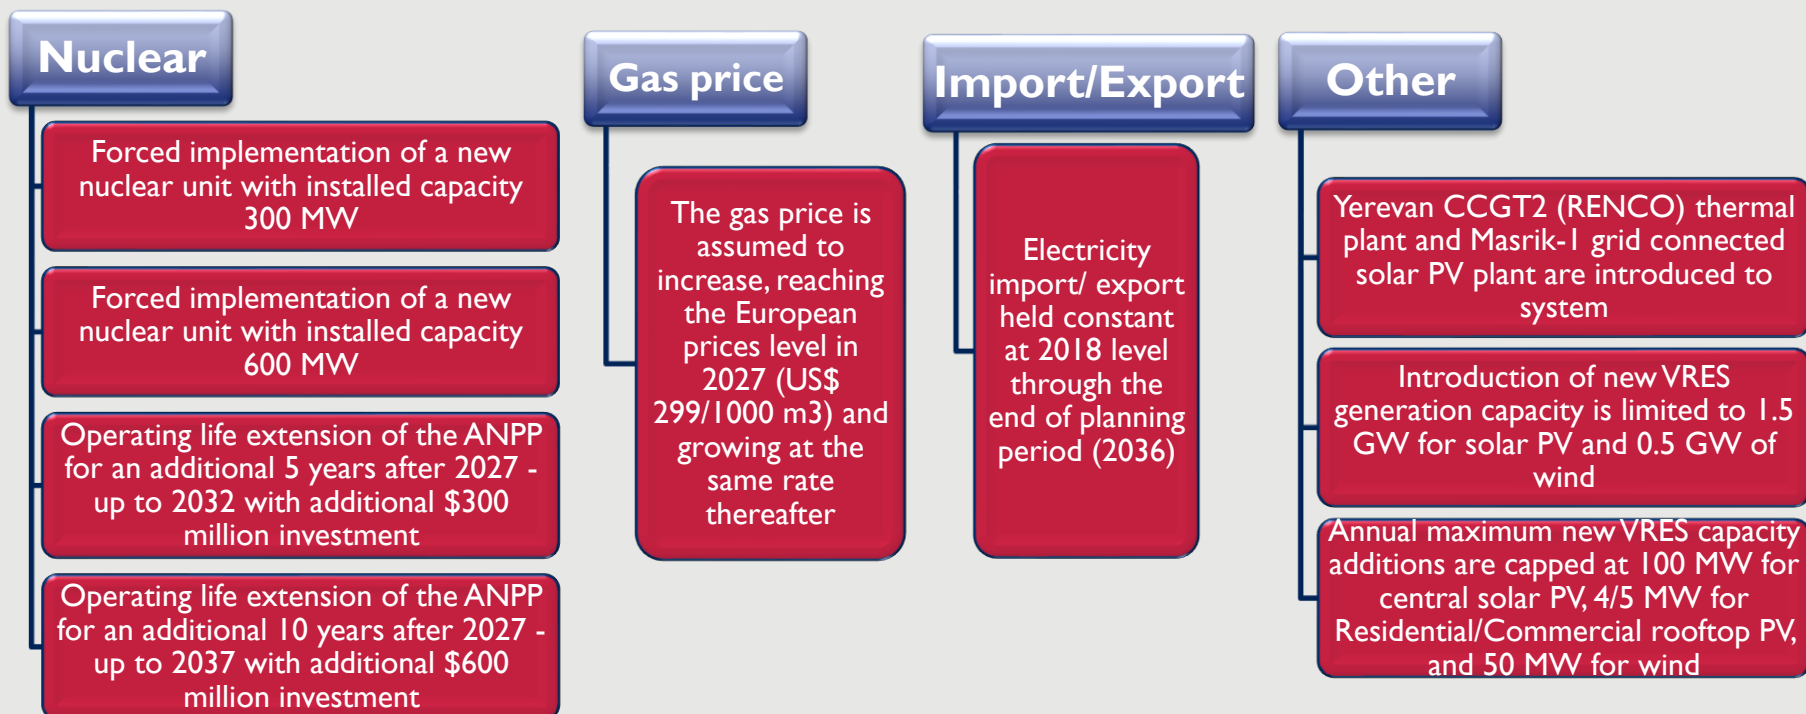 Nuclear
Forced implementation of a new
nuclear unit with installed capacity
300 MW
Forced implementation of a new
nuclear unit with installed capacity
600 MW
Operating life extension of the ANPP
for an additional 5 years after 2027 -
up to 2032 with additional $300
million investment
Operating life extension of the ANPP
for an additional 10 years after 2027 -
up to 2037 with additional $600
million investment
Gas price
The gas price is
assumed to
increase, reaching
the European
prices level in
2027 (US$
299/1000 m3) and
growing at the
same rate
thereafter
Import/Export
Electricity
import/ export
held constant
at 2018 level
through the
end of planning
period (2036)
Other
Yerevan CCGT2 (RENCO) thermal
plant and Masrik-1 grid connected
solar PV plant are introduced to
system
Introduction of new VRES
generation capacity is limited to 1.5
GW for solar PV and 0.5 GW of
wind
Annual maximum new VRES capacity
additions are capped at 100 MW for
central solar PV, 4/5 MW for
Residential/Commercial rooftop PV,
and 50 MW for wind